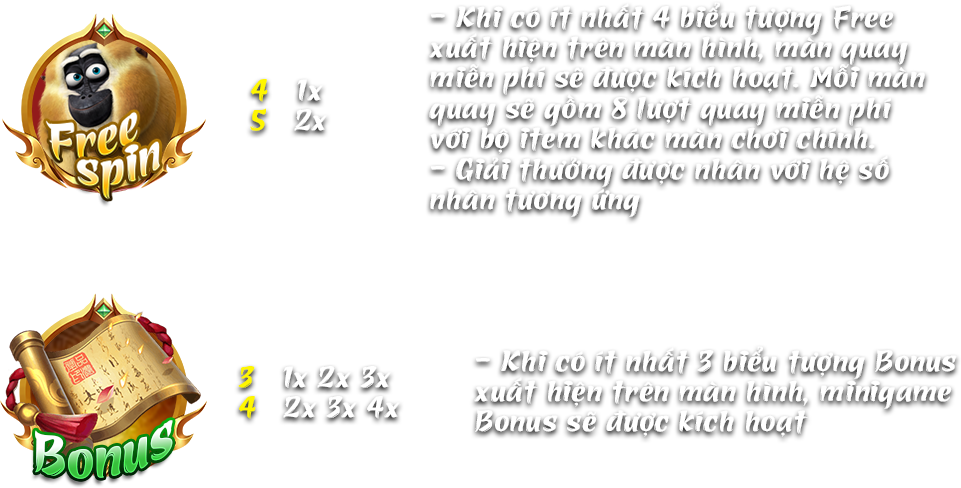 Free
spin
4 1x
5 2x
- Khi có ít nhất 4 biểu tượng Free
xuất hiện trên màn hình, màn quay
miễn phí sẽ được kích hoạt. Mỗi màn
quay sẽ gồm 8 lượt quay miễn phí
với bộ item khác màn chơi chính.
- Giải thưởng được nhân với hệ số
nhân tương ứng
Bonus
3 1x 2x 3x
4 2x 3x 4x
- Khi có ít nhất 3 biểu tượng Bonus
xuất hiện trên màn hình, minigame
Bonus sẽ được kích hoạt